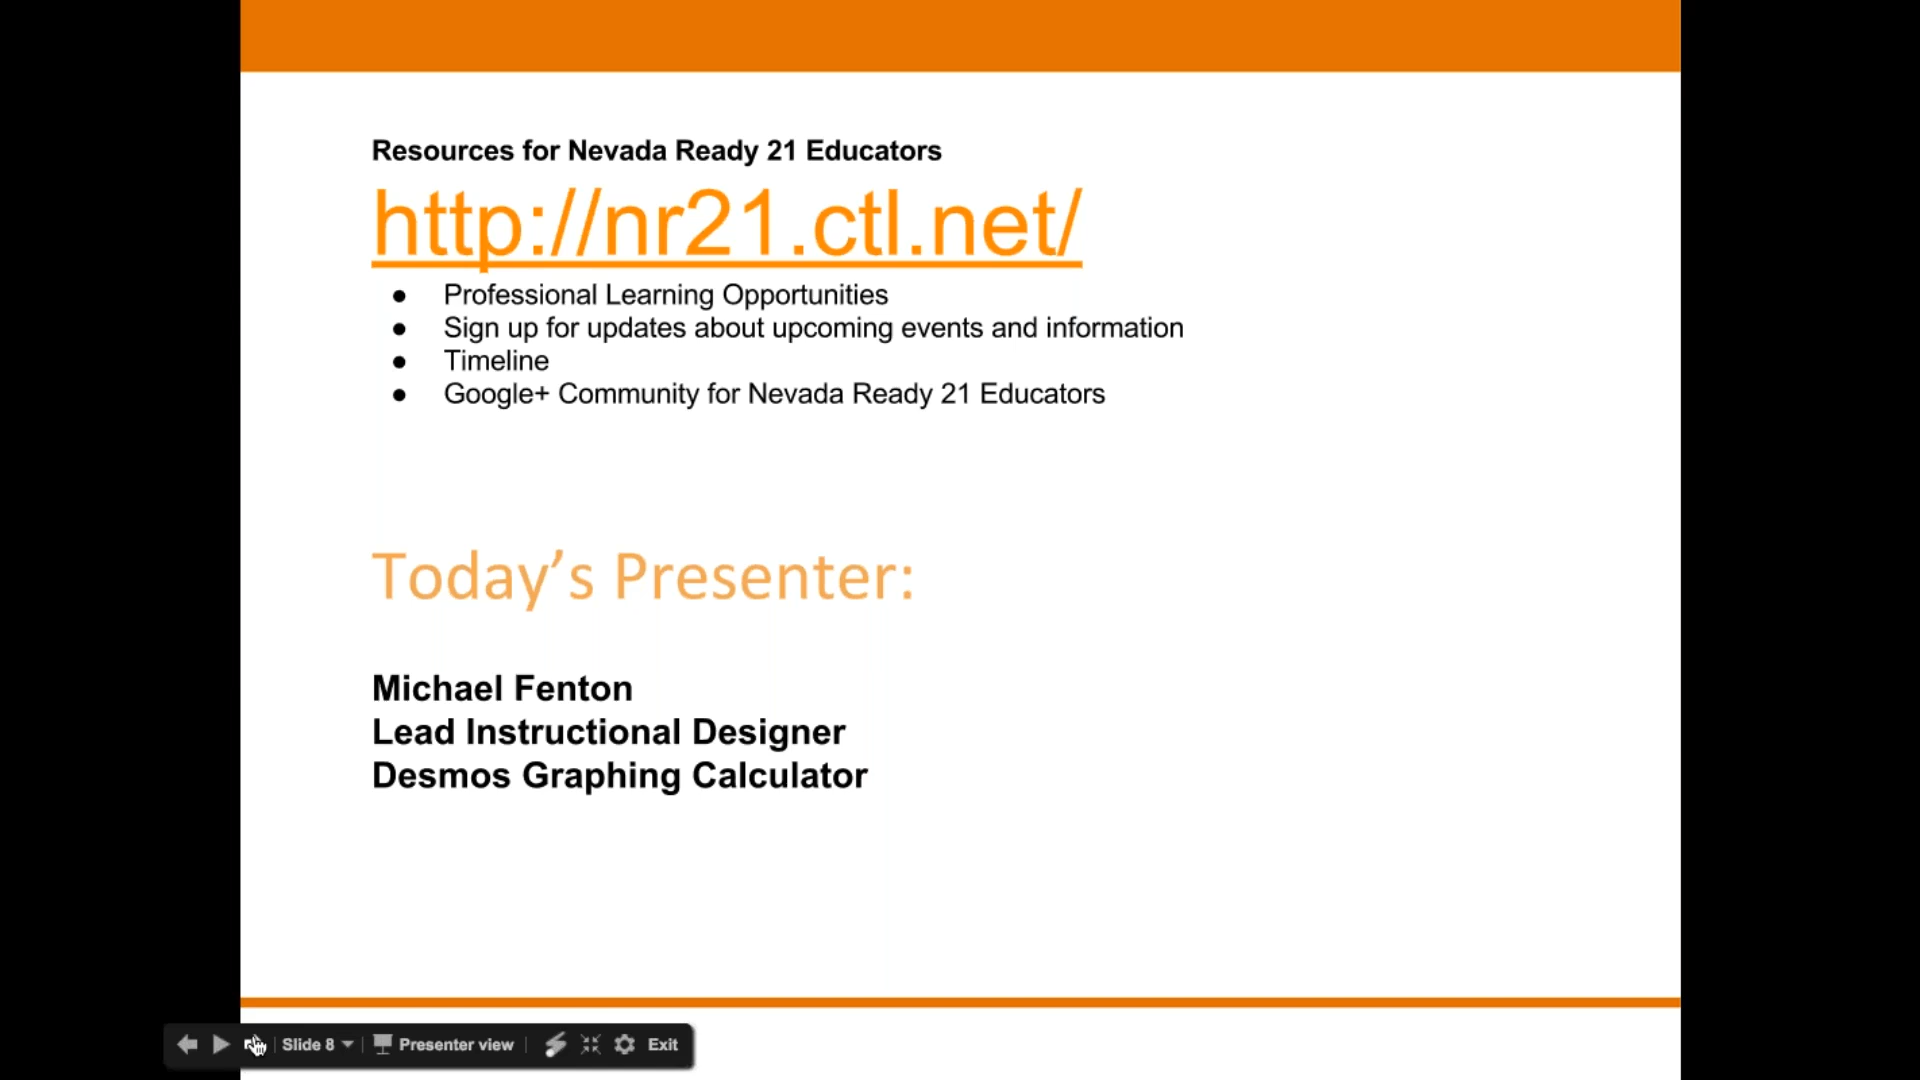 Resources for Nevada Ready 21 Educators
http://nr21.ctl.net/
● Professional Learning Opportunities
● Sign up for updates about upcoming events and information
● Timeline
● Google+ Community for Nevada Ready 21 Educators
Today’s Presenter:
Michael Fenton
Lead Instructional Designer
Desmos Graphing Calculator
Slide 8 Presenter view Exit